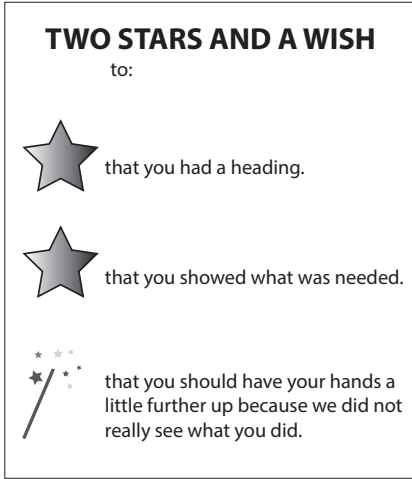 TWO STARS AND A WISH
to:
that you had a heading.
that you showed what was needed.
that you should have your hands a
little further up because we did not
really see what you did.